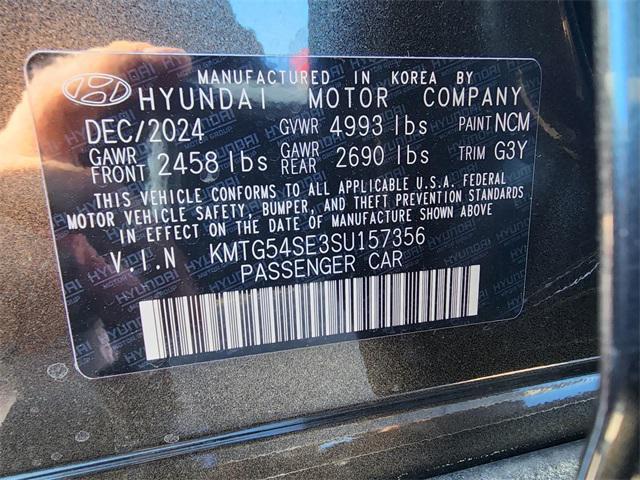 MANUFACTURED IN KOREA BY
HYUNDAI MOTOR COMPANY
DEC/2024 GVWR 4993 lbs PAINT NCM
GAWR FRONT 2458 lbs GAWR REAR 2690 lbs TRIM G3Y
THIS VEHICLE CONFORMS TO ALL APPLICABLE U.S.A. FEDERAL
MOTOR VEHICLE SAFETY, BUMPER, AND THEFT PREVENTION STANDARDS
IN EFFECT ON THE DATE OF MANUFACTURE SHOWN ABOVE
V.I.N KMTG54SE3SU157356
PASSENGER CAR